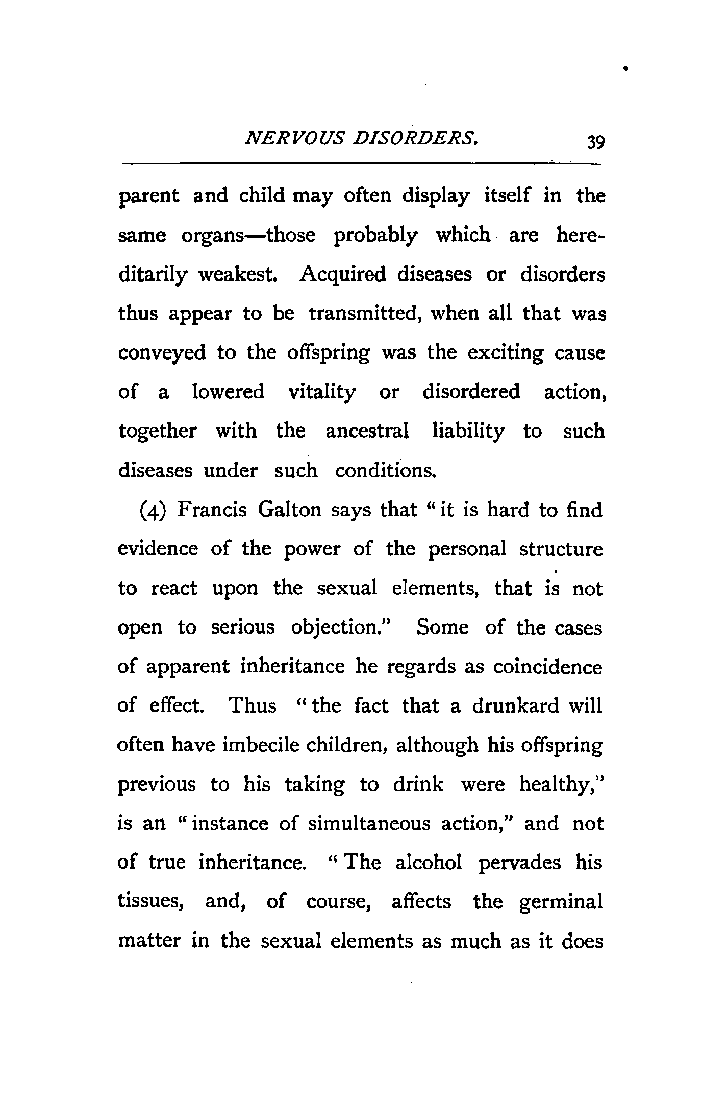 NERVOUS DISORDERS. 39
parent and child may often display itself in the
same organs—those probably which are here-
ditarily weakest. Acquired diseases or disorders
thus appear to be transmitted, when all that was
conveyed to the offspring was the exciting cause
of a lowered vitality or disordered action,
together with the ancestral liability to such
diseases under such conditions.
(4) Francis Galton says that “it is hard to find
evidence of the power of the personal structure
to react upon the sexual elements, that is not
open to serious objection.” Some of the cases
of apparent inheritance he regards as coincidence
of effect. Thus “the fact that a drunkard will
often have imbecile children, although his offspring
previous to his taking to drink were healthy,”
is an “instance of simultaneous action,” and not
of true inheritance. “The alcohol pervades his
tissues, and, of course, affects the germinal
matter in the sexual elements as much as it does